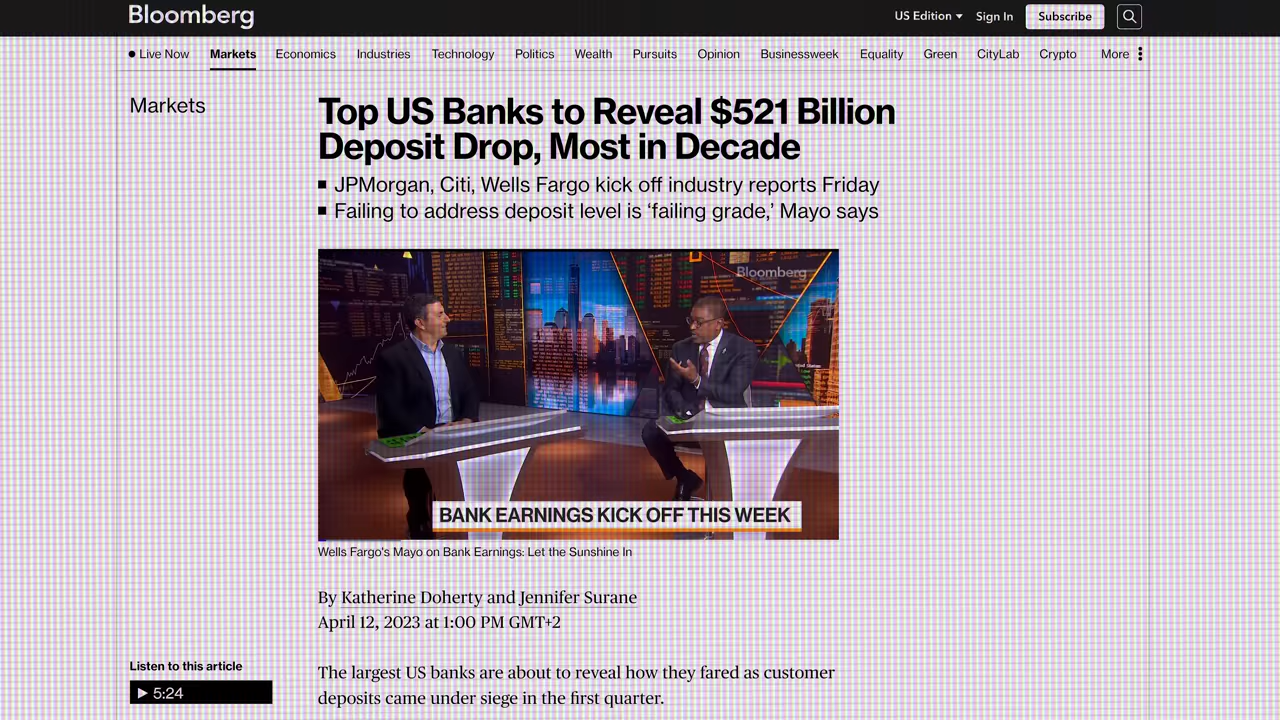 Bloomberg
US Edition
Sign In
Subscribe
Live Now
Markets
Economics
Industries
Technology
Politics
Wealth
Pursuits
Opinion
Businessweek
Equality
Green
CityLab
Crypto
More
Markets
Top US Banks to Reveal $521 Billion
Deposit Drop, Most in Decade
JPMorgan, Citi, Wells Fargo kick off industry reports Friday
Failing to address deposit level is ‘failing grade,’ Mayo says
Bloomberg
BANK EARNINGS KICK OFF THIS WEEK
Wells Fargo's Mayo on Bank Earnings: Let the Sunshine In
By Katherine Doherty and Jennifer Surane
April 12, 2023 at 1:00 PM GMT+2
Listen to this article
5:24
The largest US banks are about to reveal how they fared as customer
deposits came under siege in the first quarter.